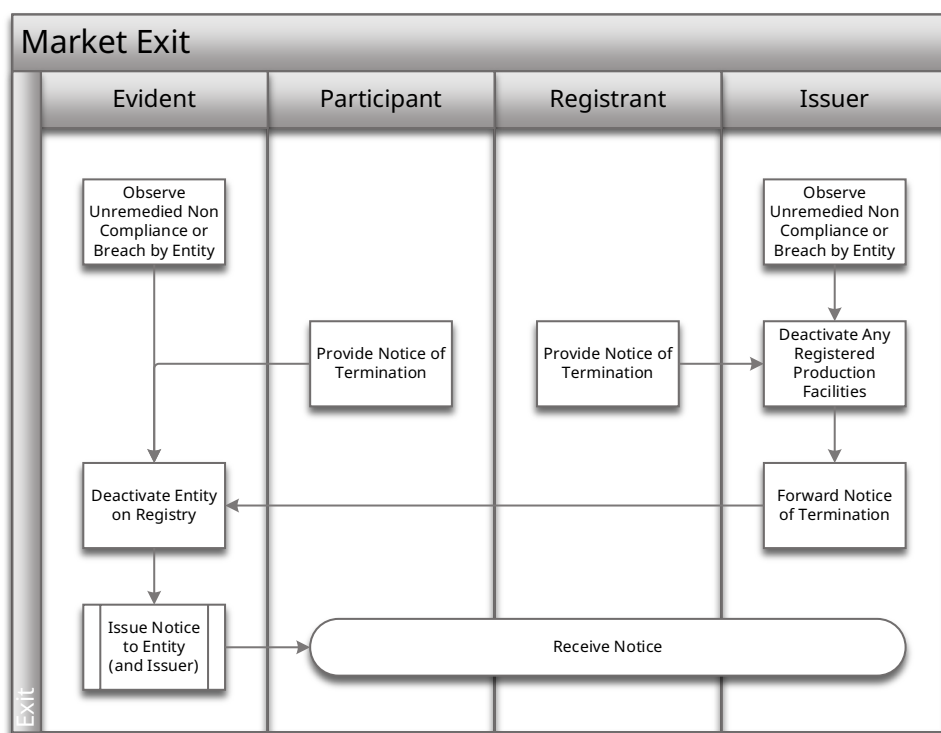 Market Exit
Evident
Participant
Registrant
Issuer
Observe
Unremedied Non
Compliance or
Breach by Entity
Observe
Unremedied Non
Compliance or
Breach by Entity
Provide Notice of
Termination
Provide Notice of
Termination
Deactivate Any
Registered
Production
Facilities
Deactivate Entity
on Registry
Forward Notice
of Termination
Issue Notice
to Entity
(and Issuer)
Receive Notice
Exit